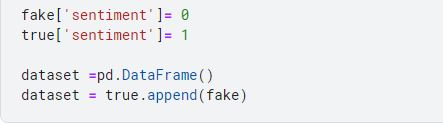 fake['sentiment']= 0
true['sentiment']= 1
dataset =pd.DataFrame()
dataset = true.append(fake)